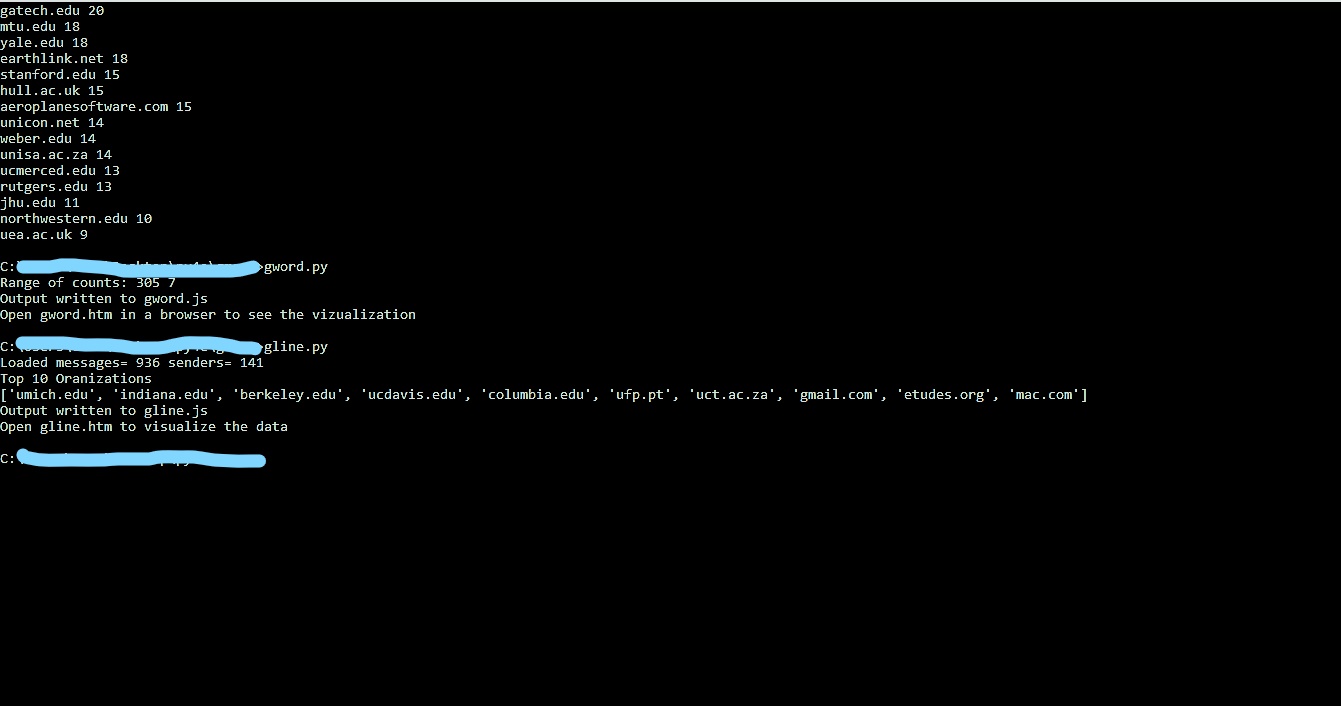 gatech.edu 20
mtu.edu 18
yale.edu 18
earthlink.net 18
stanford.edu 15
hull.ac.uk 15
aeroplanesoftware.com 15
unicon.net 14
weber.edu 14
unisa.ac.za 14
ucmerced.edu 13
rutgers.edu 13
jhu.edu 11
northwestern.edu 10
uea.ac.uk 9
C: >gword.py
Range of counts: 305 7
Output written to gword.js
Open gword.htm in a browser to see the vizualization
C: >gline.py
Loaded messages= 936 senders= 141
Top 10 Oranizations
['umich.edu', 'indiana.edu', 'berkeley.edu', 'ucdavis.edu', 'columbia.edu', 'ufp.pt', 'uct.ac.za', 'gmail.com', 'etudes.org', 'mac.com']
Output written to gline.js
Open gline.htm to visualize the data
C: